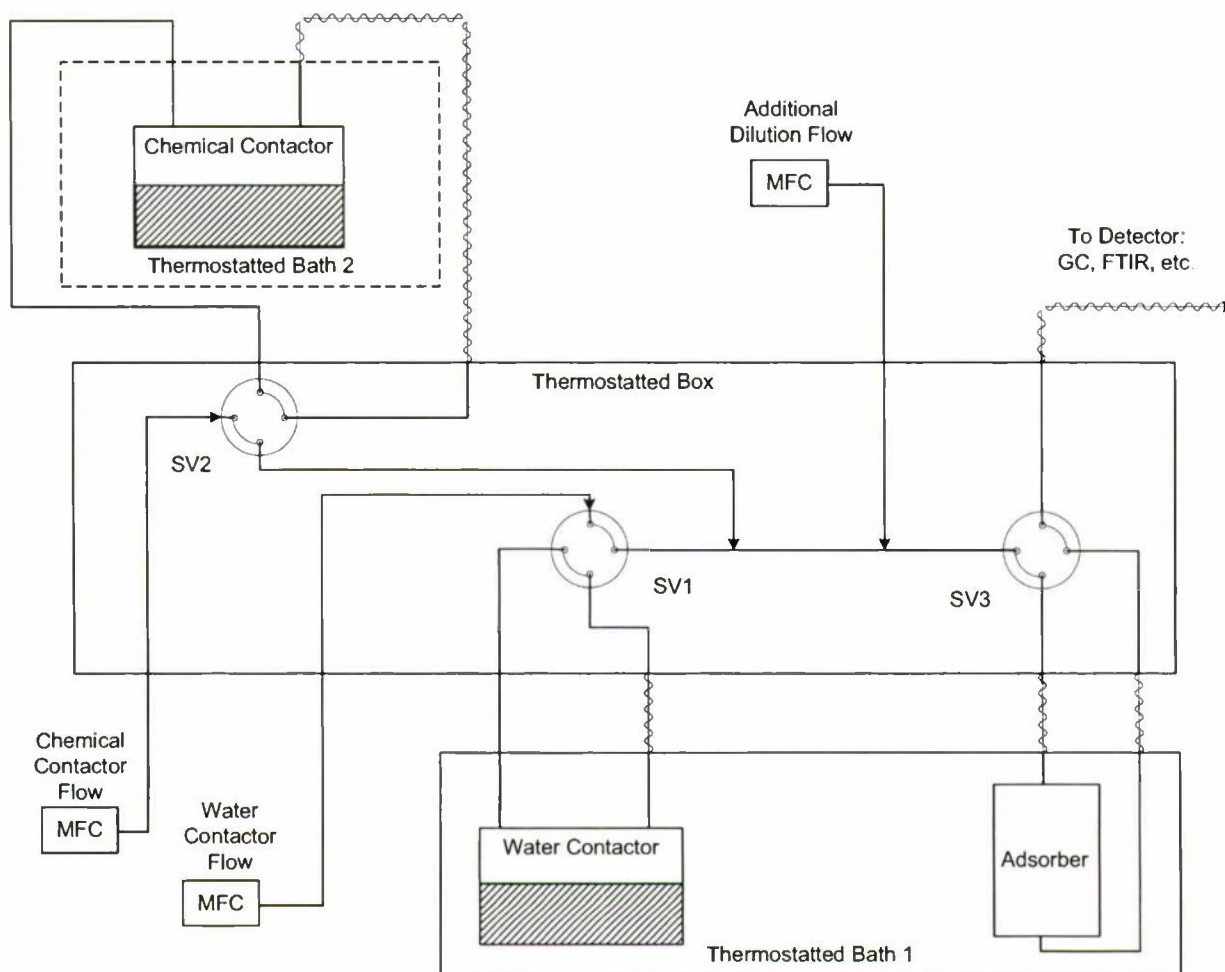 Chemical Contactor
Thermostatted Bath 2
Additional
Dilution Flow
MFC
To Detector:
GC, FTIR, etc.
Thermostatted Box
SV2
SV1
SV3
Chemical
Contactor
Flow
MFC
Water
Contactor
Flow
MFC
Water Contactor
Adsorber
Thermostatted Bath 1